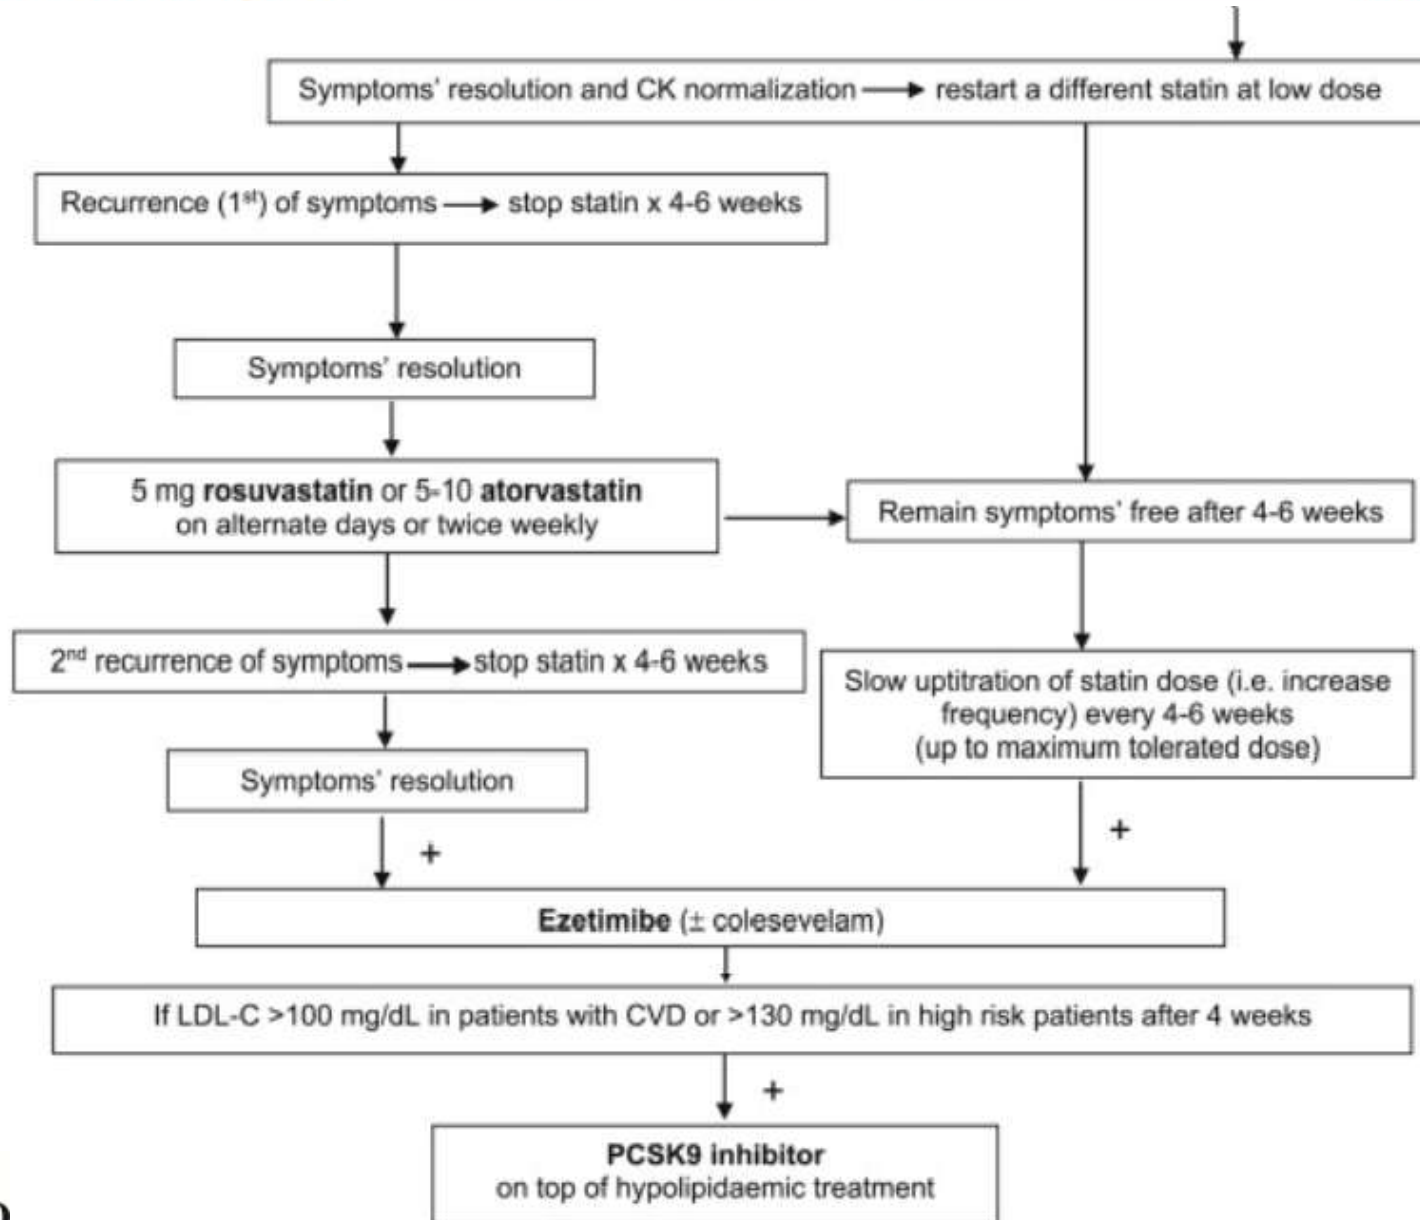 Symptoms' resolution and CK normalization → restart a different statin at low dose
Recurrence (1st) of symptoms → stop statin x 4-6 weeks
Symptoms' resolution
5 mg rosuvastatin or 5-10 atorvastatin
on alternate days or twice weekly
Remain symptoms' free after 4-6 weeks
2nd recurrence of symptoms → stop statin x 4-6 weeks
Slow uptitration of statin dose (i.e. increase
frequency) every 4-6 weeks
(up to maximum tolerated dose)
Symptoms' resolution
+
+
Ezetimibe (± colesevelam)
If LDL-C >100 mg/dL in patients with CVD or >130 mg/dL in high risk patients after 4 weeks
+
PCSK9 inhibitor
on top of hypolipidaemic treatment